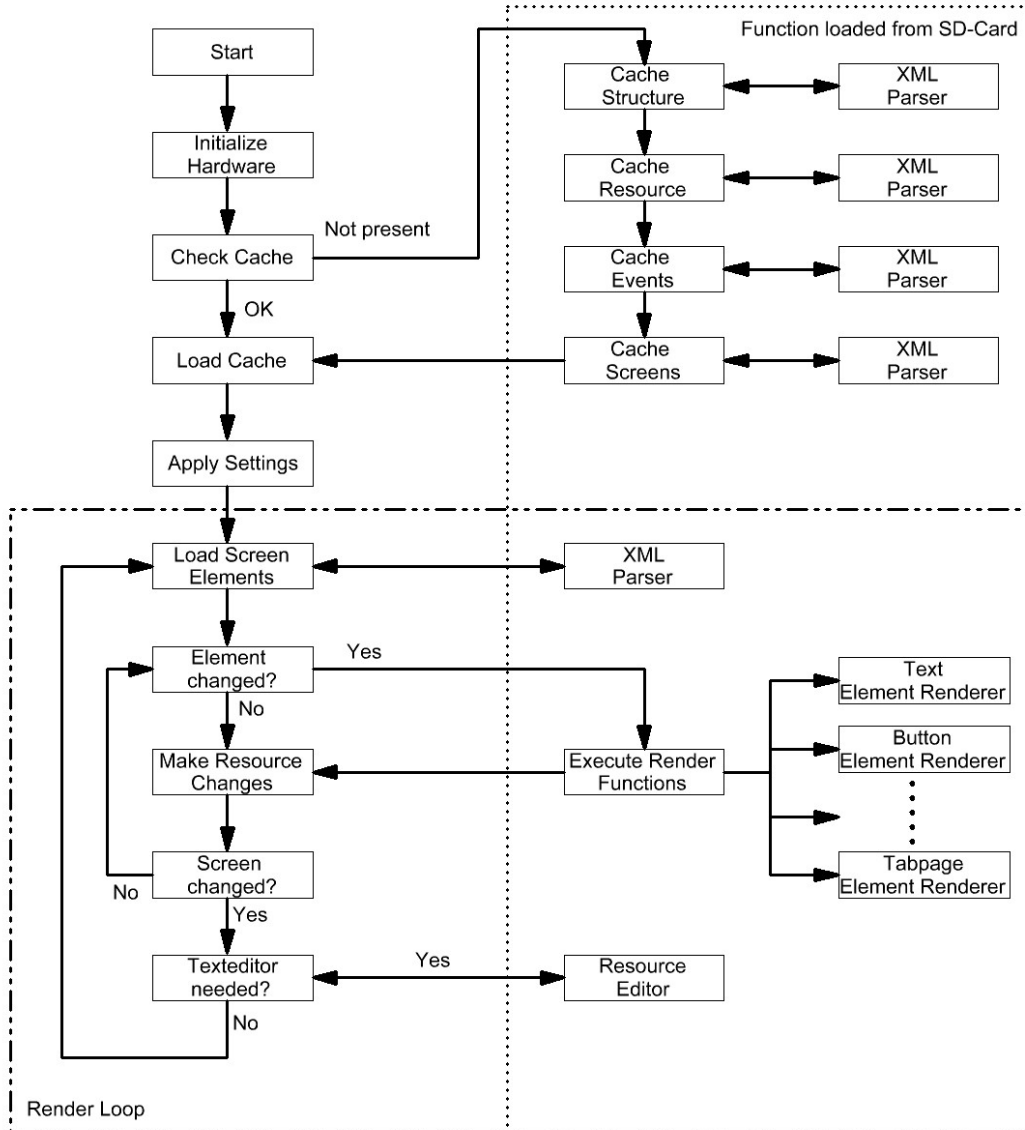 Function loaded from SD-Card
Start
Initialize
Hardware
Check Cache
Not present
OK
Load Cache
Apply Settings
Cache
Structure
XML
Parser
Cache
Resource
XML
Parser
Cache
Events
XML
Parser
Cache
Screens
XML
Parser
Load Screen
Elements
XML
Parser
Element
changed?
Yes
No
Make Resource
Changes
Execute Render
Functions
Text
Element Renderer
Button
Element Renderer
Tabpage
Element Renderer
Screen
changed?
No
Yes
Texteditor
needed?
Yes
Resource
Editor
No
Render Loop